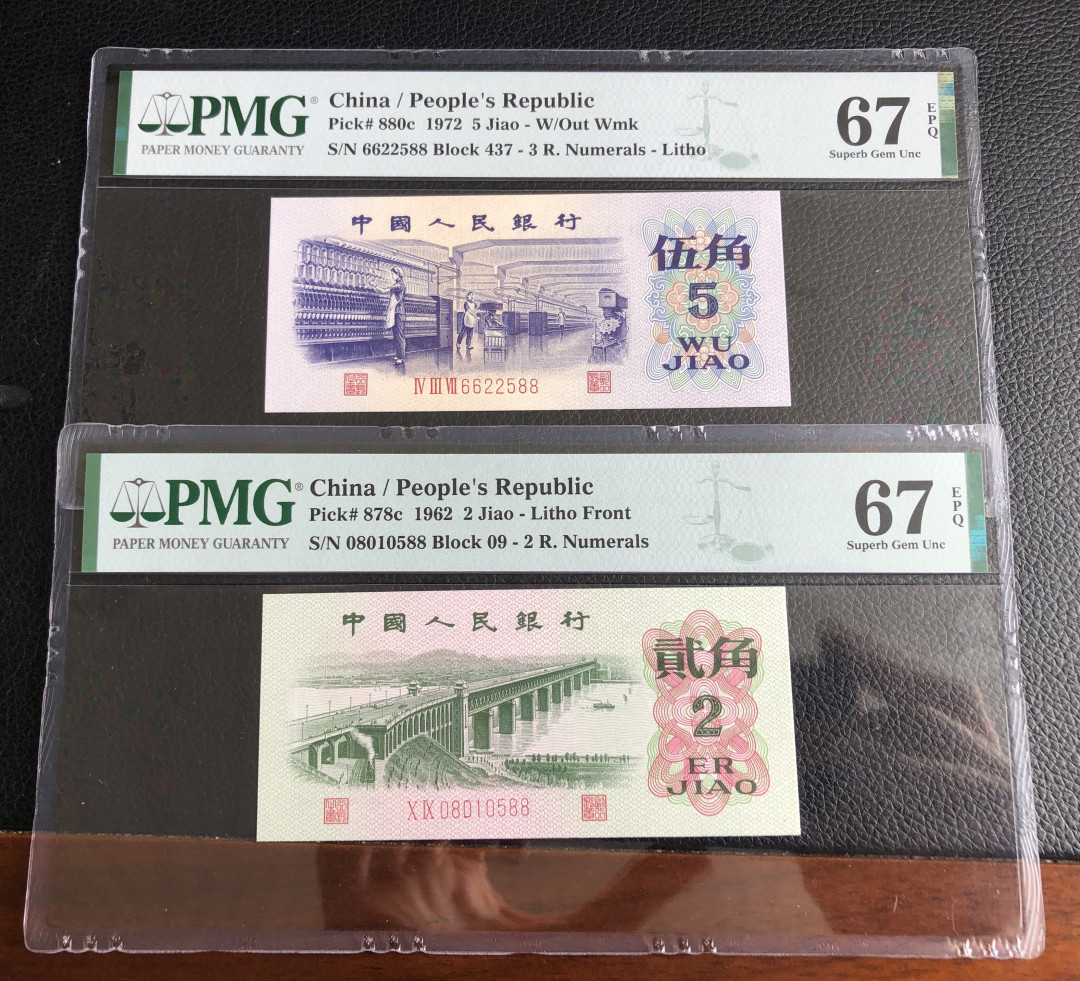 PMG®
PAPER MONEY GUARANTY
China / People's Republic
Pick# 880c 1972 5 Jiao - W/Out Wmk
S/N 6622588 Block 437 - 3 R. Numerals - Litho
67
EPQ
Superb Gem Unc
中國人民銀行
伍角
5
WU
JIAO
IV III VII 6622588
PMG®
PAPER MONEY GUARANTY
China / People's Republic
Pick# 878c 1962 2 Jiao - Litho Front
S/N 08010588 Block 09 - 2 R. Numerals
67
EPQ
Superb Gem Unc
中國人民銀行
貳角
2
ER
JIAO
X IX 08010588